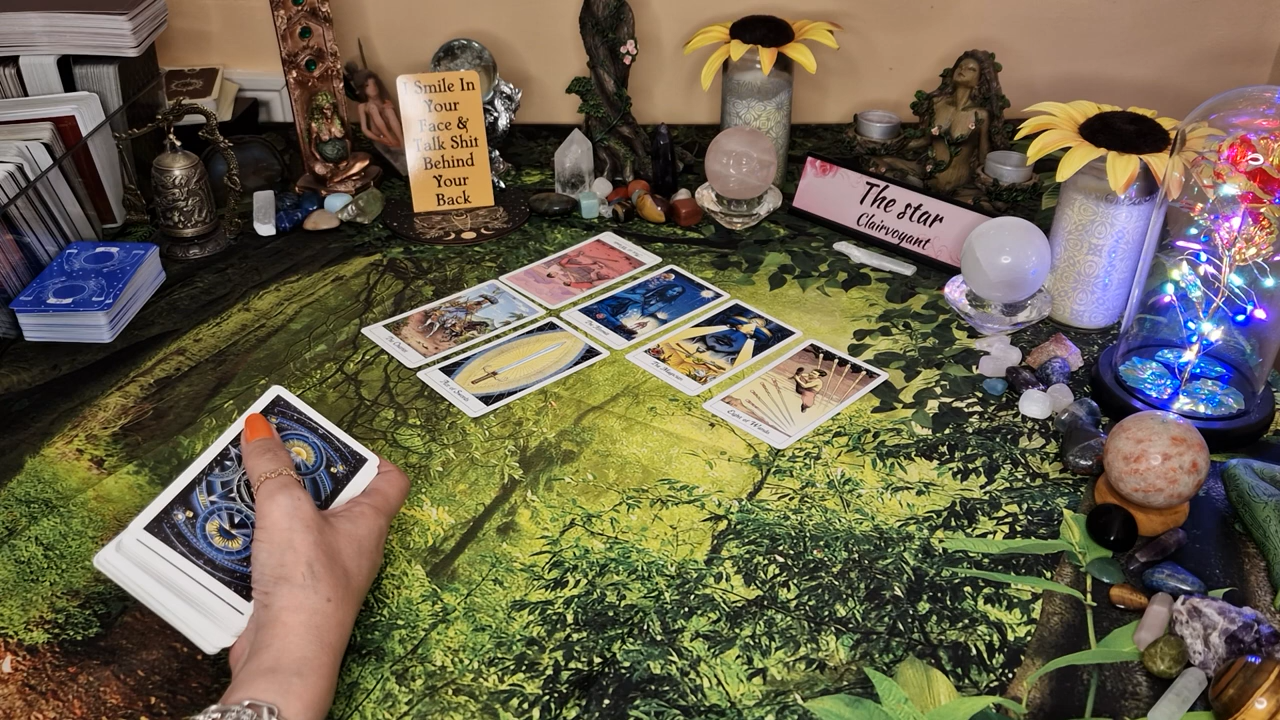 Smile In
Your
Face &
Talk Shit
Behind
Your
Back
The star
Clairvoyant
The Chariot
Ace of Swords
The Magician
Eight of Wands